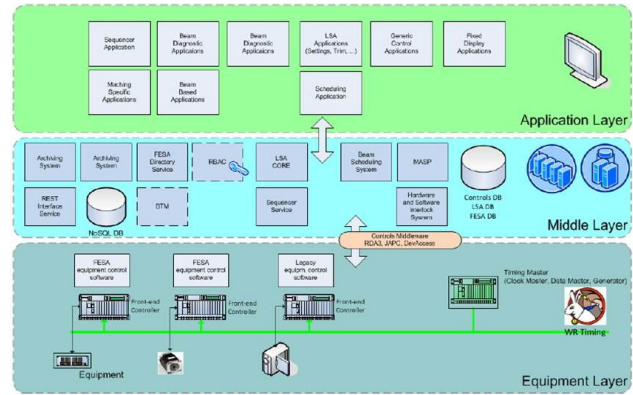 Sequencer
Application
Beam
Diagnostic
Applicaions
Beam
Diagnostic
Applicaions
LSA
Applications
(Settings, Trim, ...)
Generic
Control
Applications
Fixed
Display
Applications
Maching
Specific
Applications
Beam
Based
Applications
Scheduling
Application
Application Layer
Archiving
System
Archiving
System
FESA
Directory
Service
RBAC
LSA
CORE
Beam
Scheduling
System
MASP
Controls DB
LSA DB
FESA DB
REST
Interface
Service
NoSQL DB
BTM
Sequencer
Service
Hardware
and Software
Interlock
System
Middle Layer
Controls Middleware
RDA3, JAPC, DevAccess
FESA
equipment control
software
FESA
equipment control
software
Legacy
equipm. control
software
Timing Master
(Clock Master, Data Master, Generator)
Front-end
Controller
Front-end
Controller
Front-end
Controller
WR Timing
Equipment
Equipment Layer